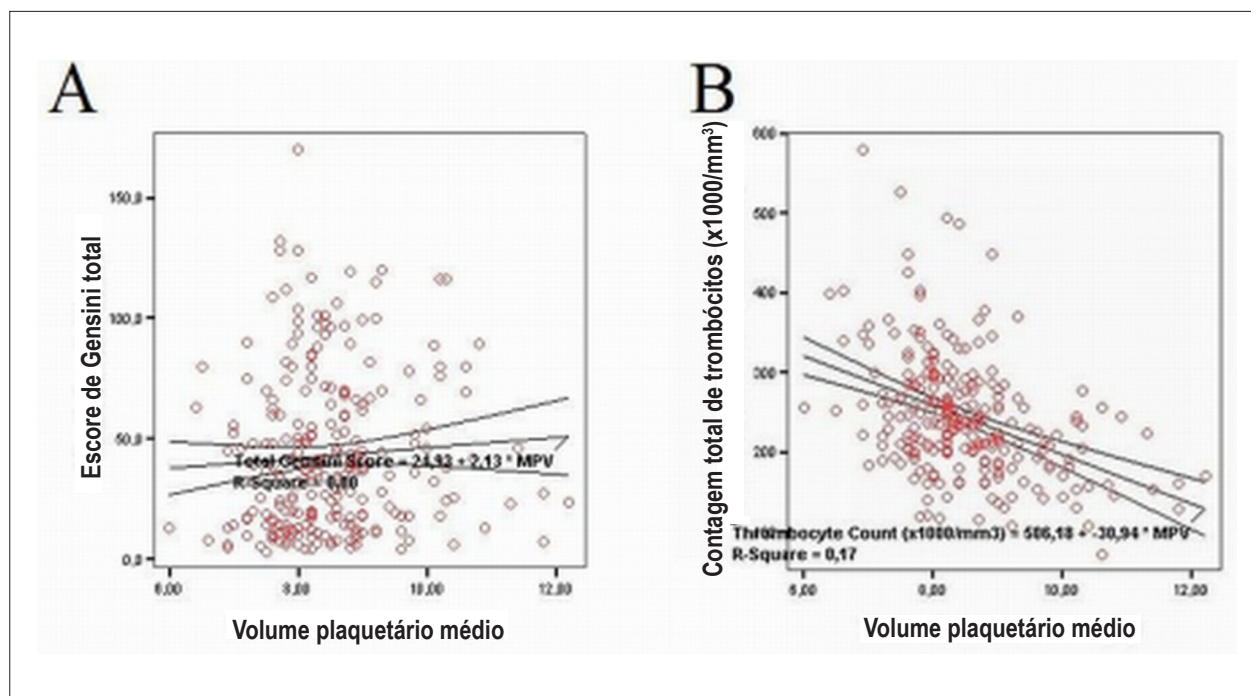 A
Escore de Gensini total
150,0
100,0
50,0
0,0
Total Gensini Score = 24,93 + 2,13 * MPV
R-Square = 0,00
6,00 8,00 10,00 12,00
Volume plaquetário médio
B
Contagem total de trombócitos (x1000/mm³)
600
500
400
300
200
Thrombocyte Count (x1000/mm3) = 506,18 + -30,94 * MPV
R-Square = 0,17
6,00 8,00 10,00 12,00
Volume plaquetário médio